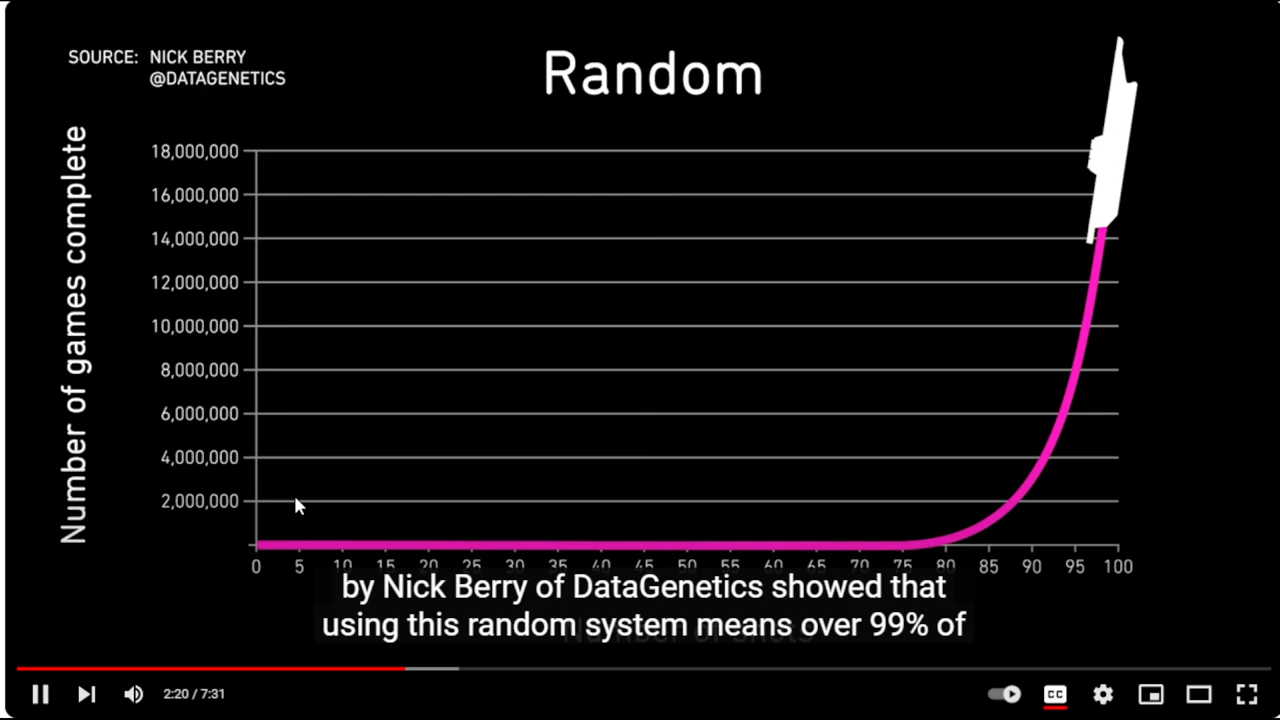 SOURCE: NICK BERRY
@DATAGENETICS
Random
Number of games complete
18,000,000
16,000,000
14,000,000
12,000,000
10,000,000
8,000,000
6,000,000
4,000,000
2,000,000
0 5 10 15 20 25 30 35 40 45 50 55 60 65 70 75 80 85 90 95 100
by Nick Berry of DataGenetics showed that
using this random system means over 99% of
2:20 / 7:31
CC